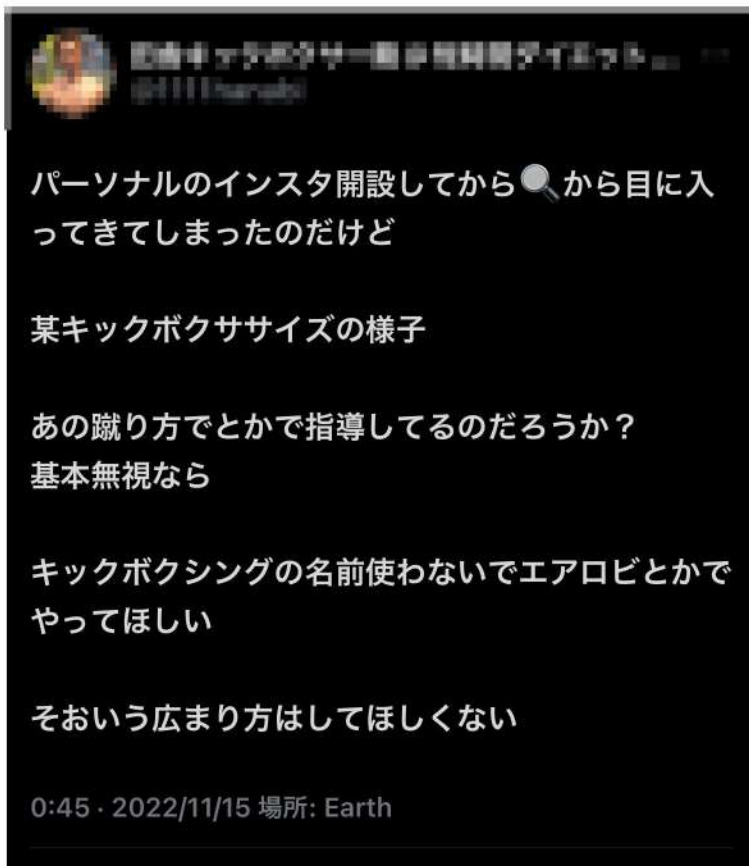 パーソナルのインスタ開設してから🔍から目に入
ってきてしまったのだけど
某キックボクササイズの様子
あの蹴り方でとかで指導してるのだろうか？
基本無視なら
キックボクシングの名前使わないでエアロビとかで
やってほしい
そおいう広まり方はしてほしくない
0:45 · 2022/11/15 場所: Earth